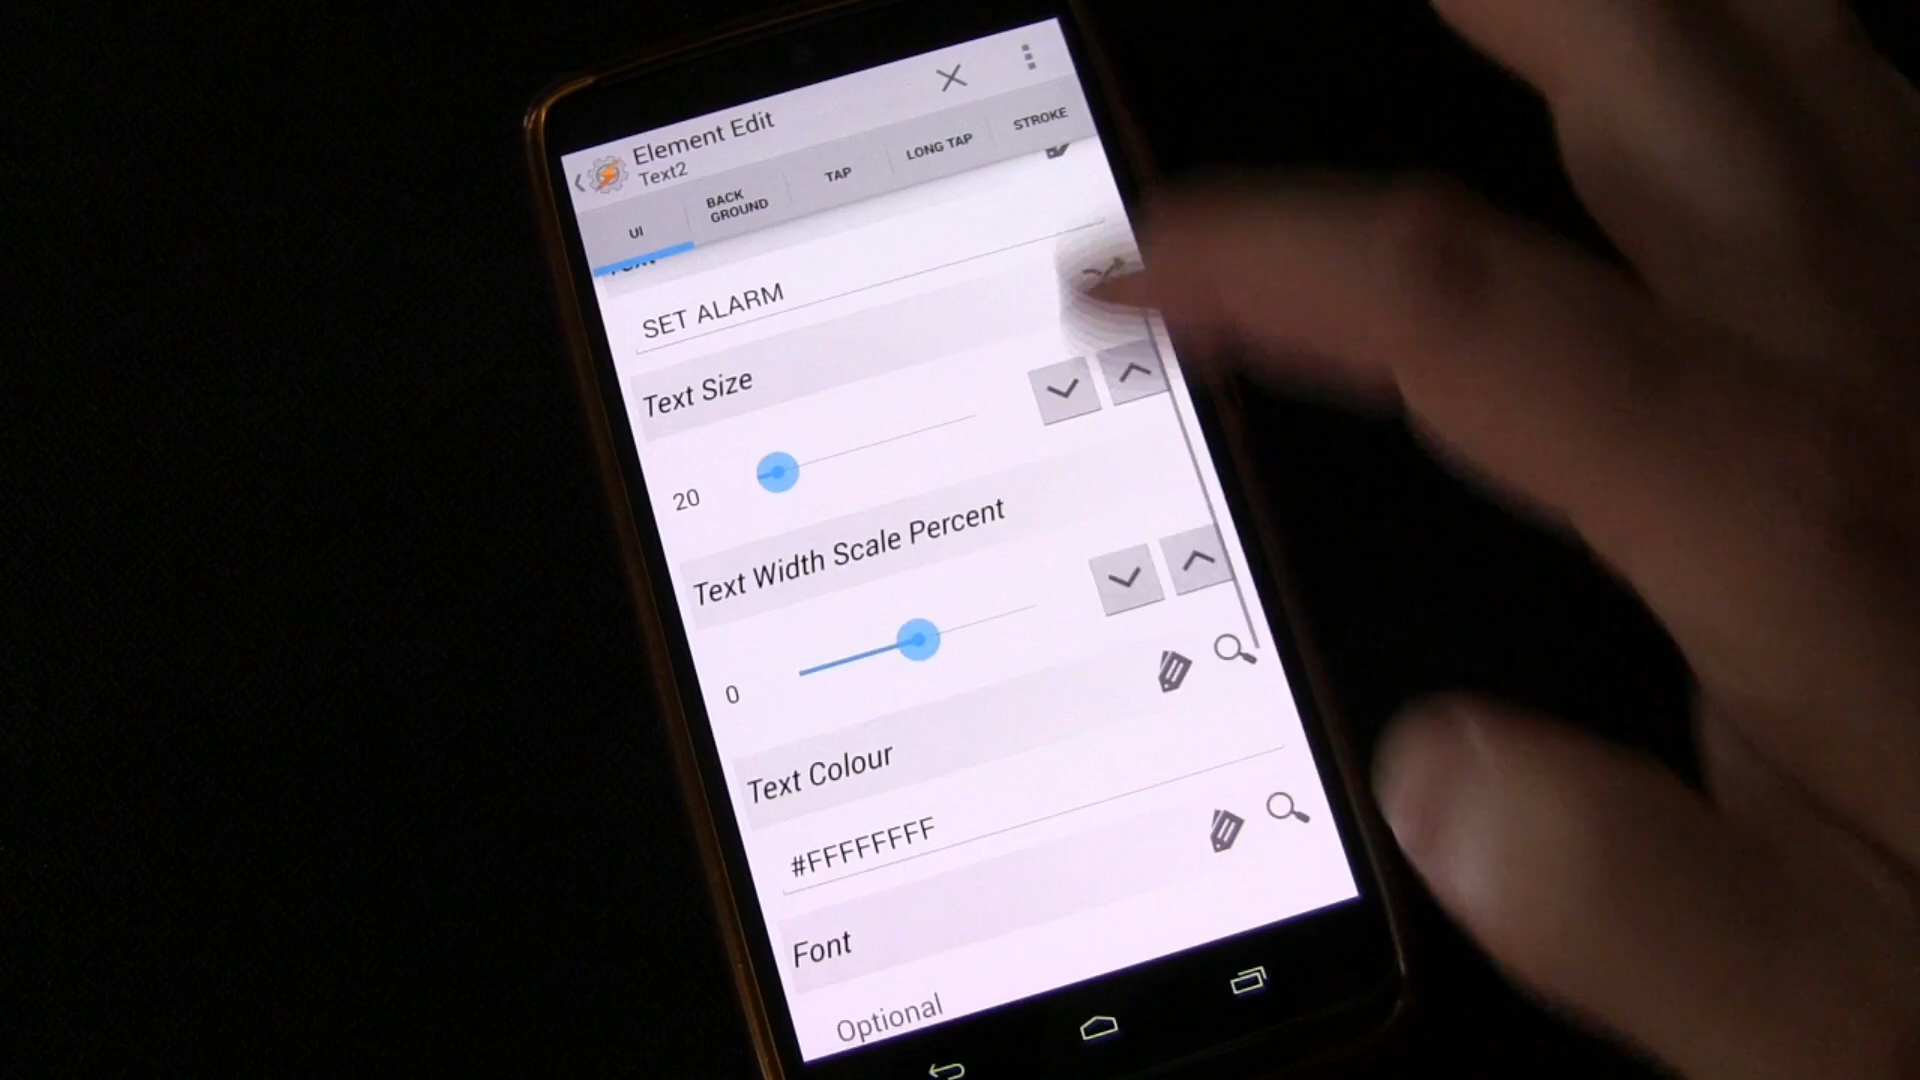 Element Edit
Text2
UI
BACK
GROUND
TAP
LONG TAP
STROKE
SET ALARM
Text Size
20
Text Width Scale Percent
0
Text Colour
#FFFFFFFF
Font
Optional